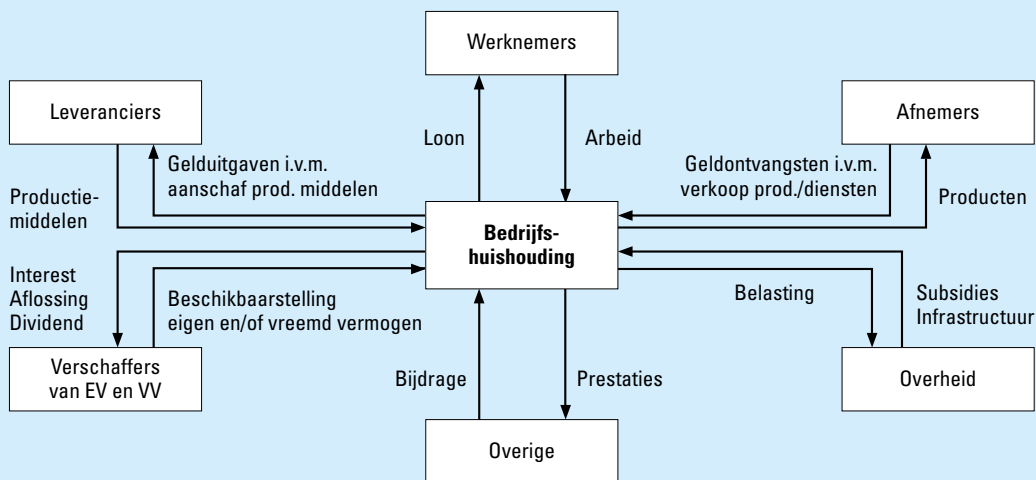 Werknemers
Leveranciers
Afnemers
Loon
Arbeid
Gelduitgaven i.v.m.
aanschaf prod. middelen
Geldontvangsten i.v.m.
verkoop prod./diensten
Productie-
middelen
Producten
Bedrijfs-
huishouding
Interest
Aflossing
Dividend
Beschikbaarstelling
eigen en/of vreemd vermogen
Belasting
Subsidies
Infrastructuur
Verschaffers
van EV en VV
Bijdrage
Prestaties
Overheid
Overige